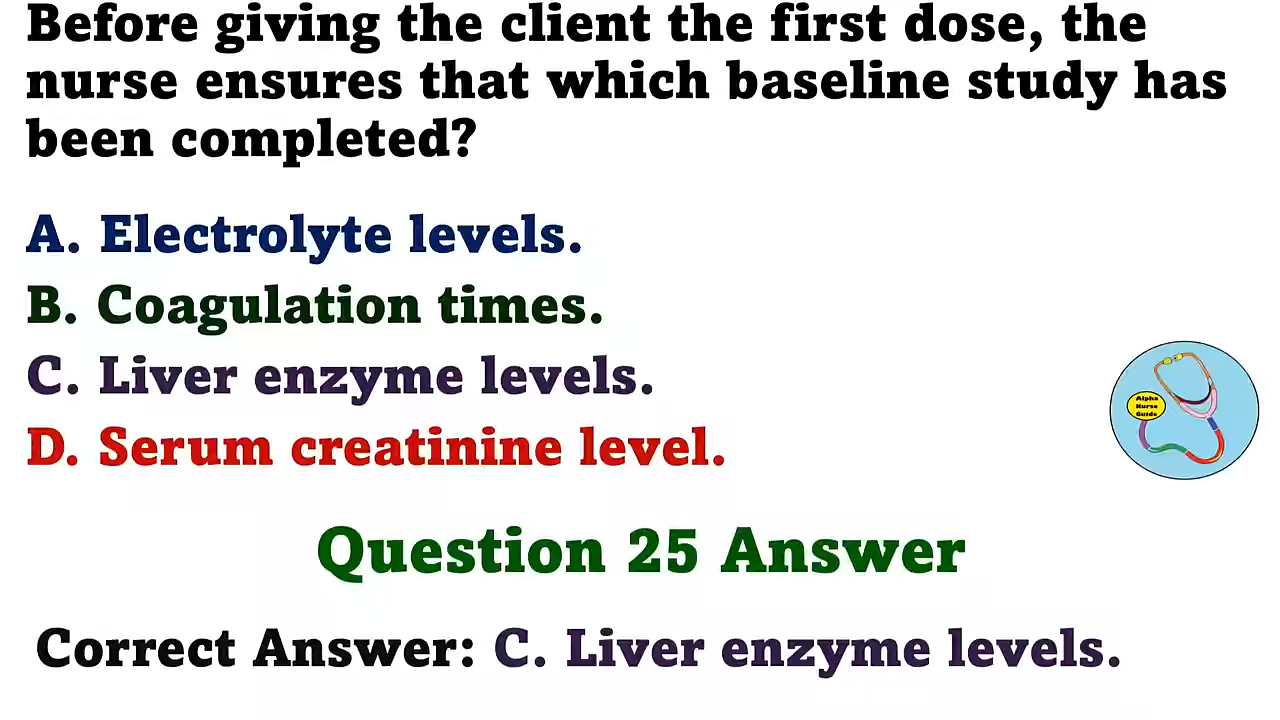 Before giving the client the first dose, the
nurse ensures that which baseline study has
been completed?
A. Electrolyte levels.
B. Coagulation times.
C. Liver enzyme levels.
D. Serum creatinine level.
Alpha
Nurse
Guide
Question 25 Answer
Correct Answer: C. Liver enzyme levels.